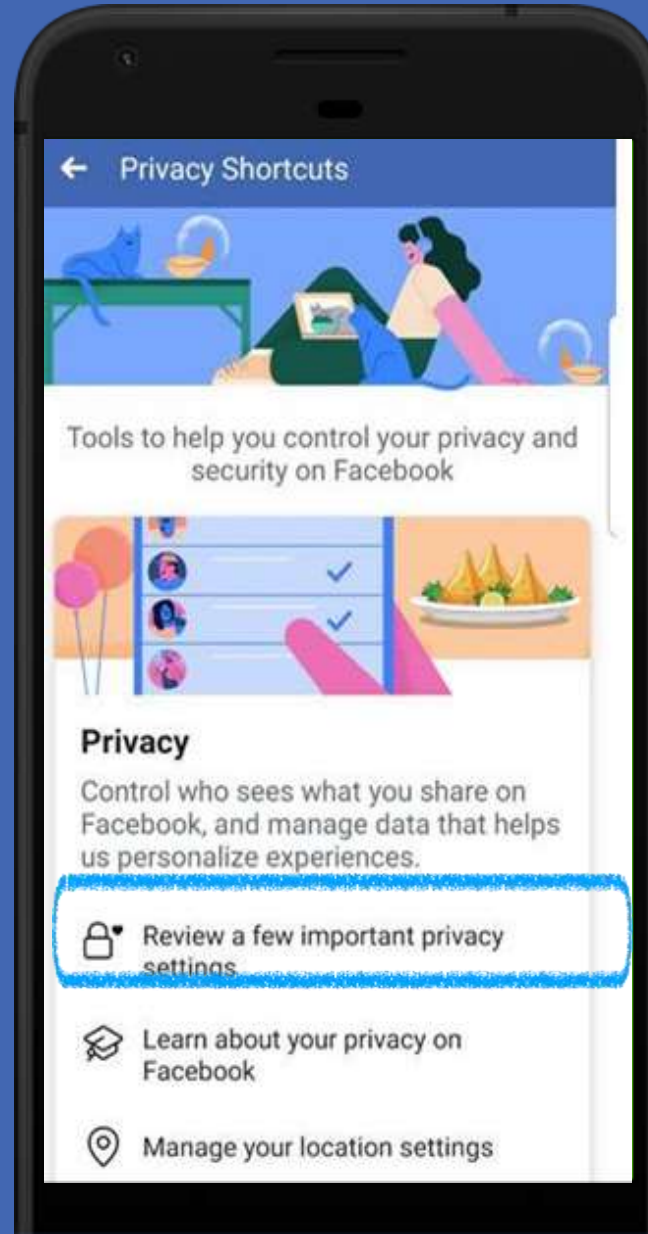 Privacy Shortcuts
Tools to help you control your privacy and
security on Facebook
Privacy
Control who sees what you share on
Facebook, and manage data that helps
us personalize experiences.
Review a few important privacy
settings
Learn about your privacy on
Facebook
Manage your location settings